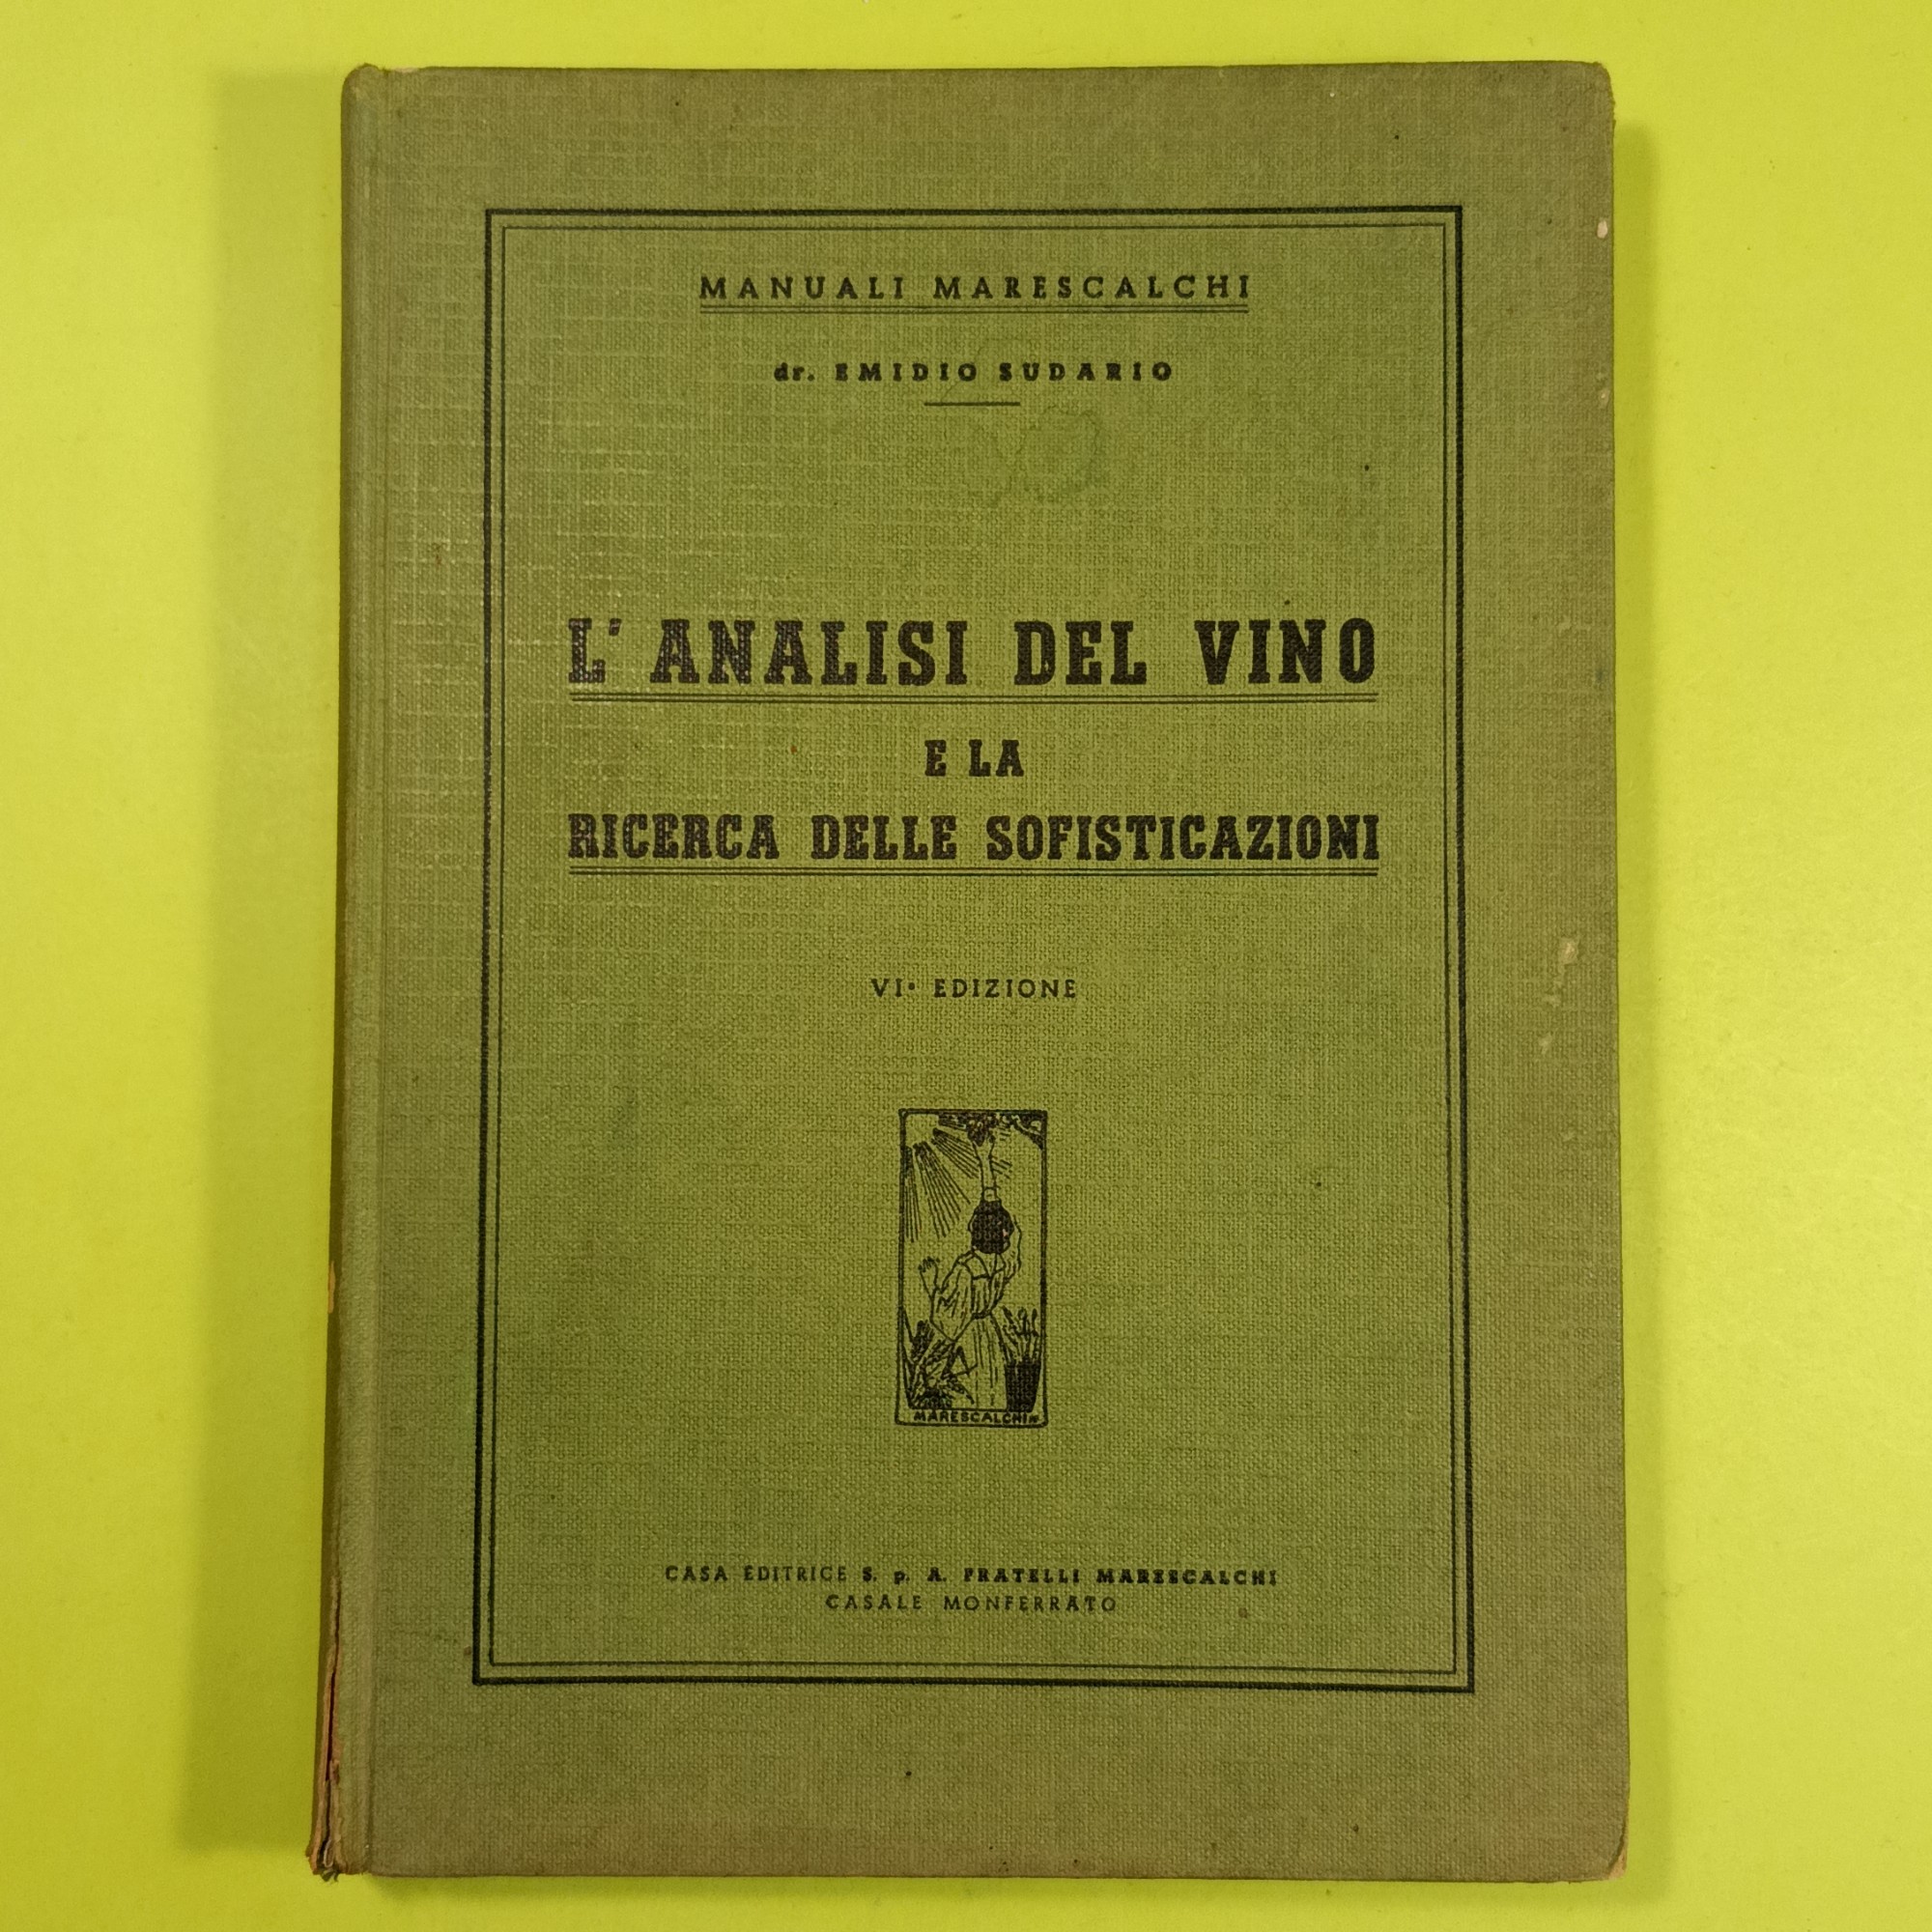 MANUALI MARESCALCHI
dr. EMIDIO SUDARIO
L' ANALISI DEL VINO
E LA
RICERCA DELLE SOFISTICAZIONI
VIª EDIZIONE
MARESCALCHI
CASA EDITRICE S. p. A. FRATELLI MARESCALCHI
CASALE MONFERRATO